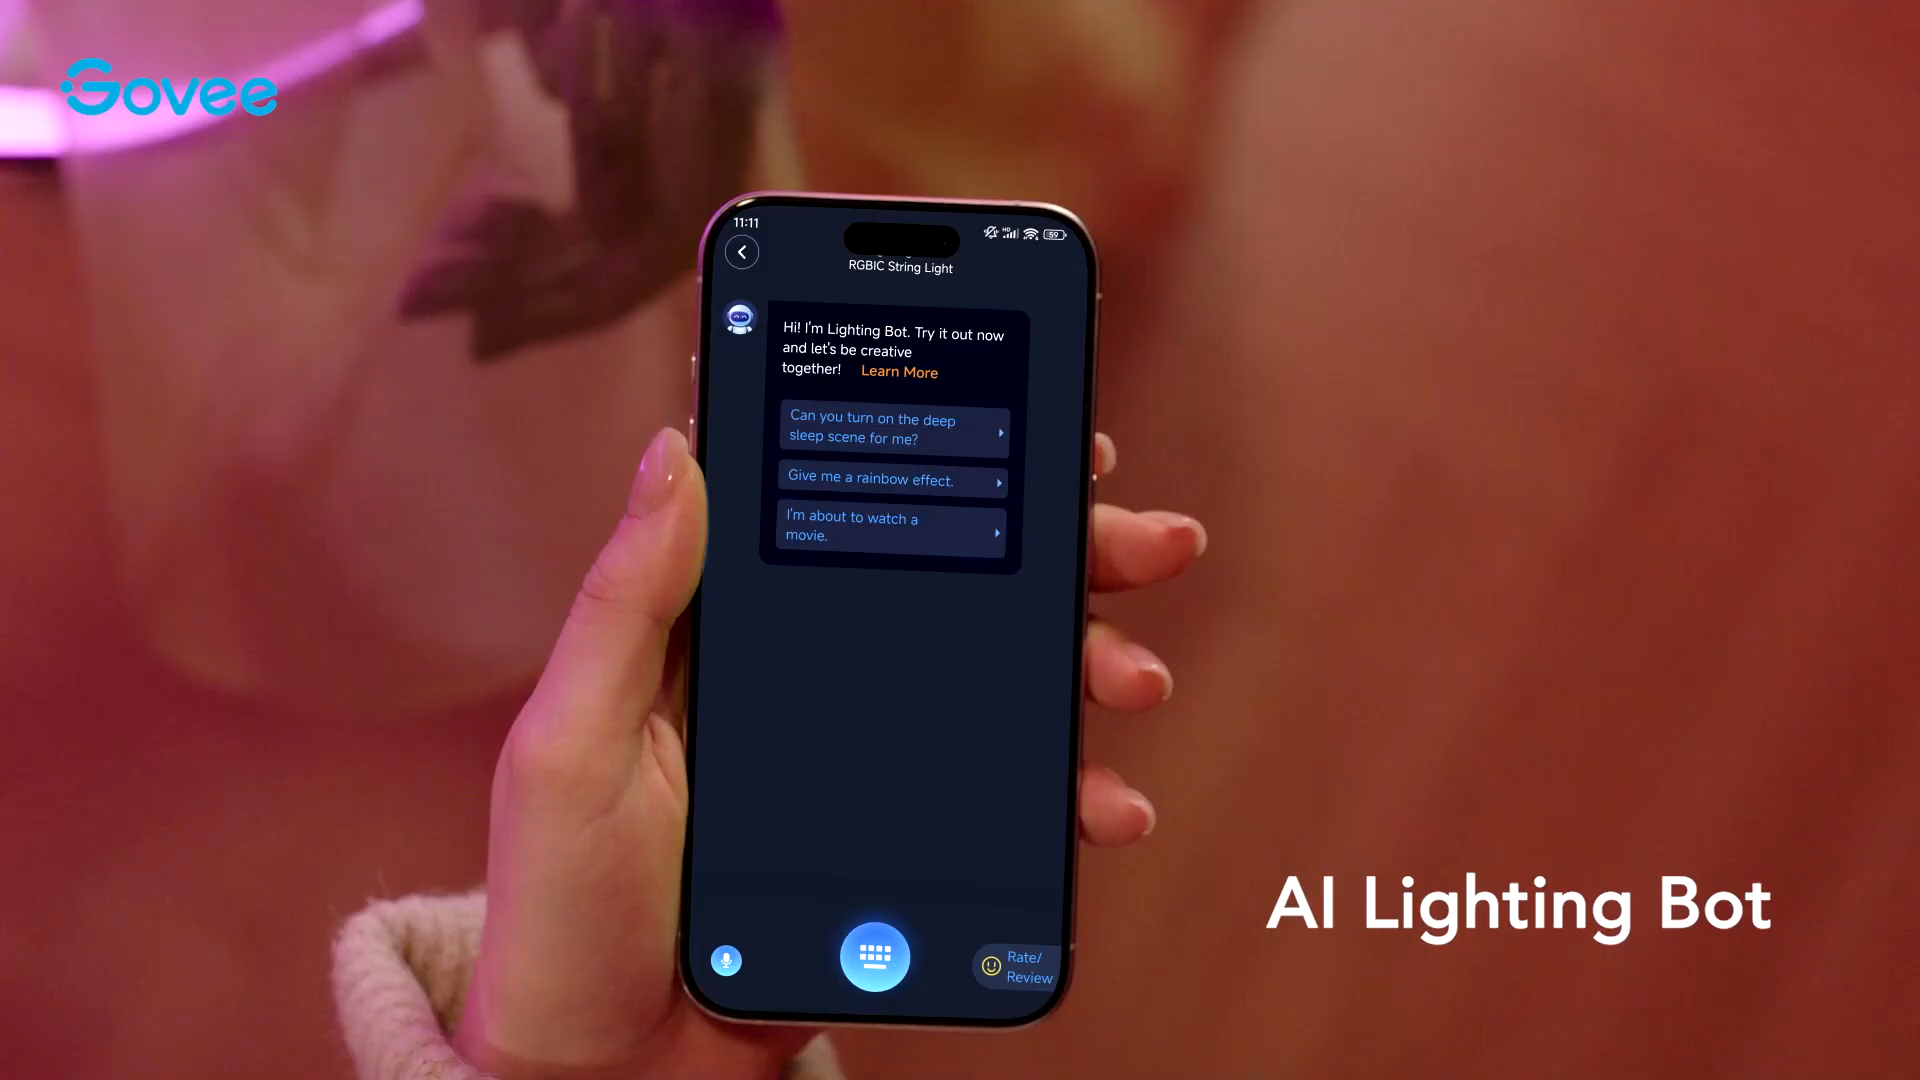 Govee
11:11
HD
59
RGBIC String Light
Hi! I'm Lighting Bot. Try it out now
and let's be creative
together! Learn More
Can you turn on the deep
sleep scene for me?
Give me a rainbow effect.
I'm about to watch a
movie.
Rate/
Review
AI Lighting Bot